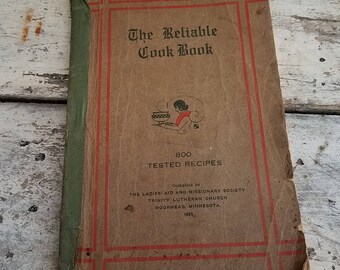 The Reliable
Cook Book
800
TESTED RECIPES
THE LADIES' AID AND MISSIONARY SOCIETY
TRINITY LUTHERAN CHURCH
MOORHEAD, MINNESOTA